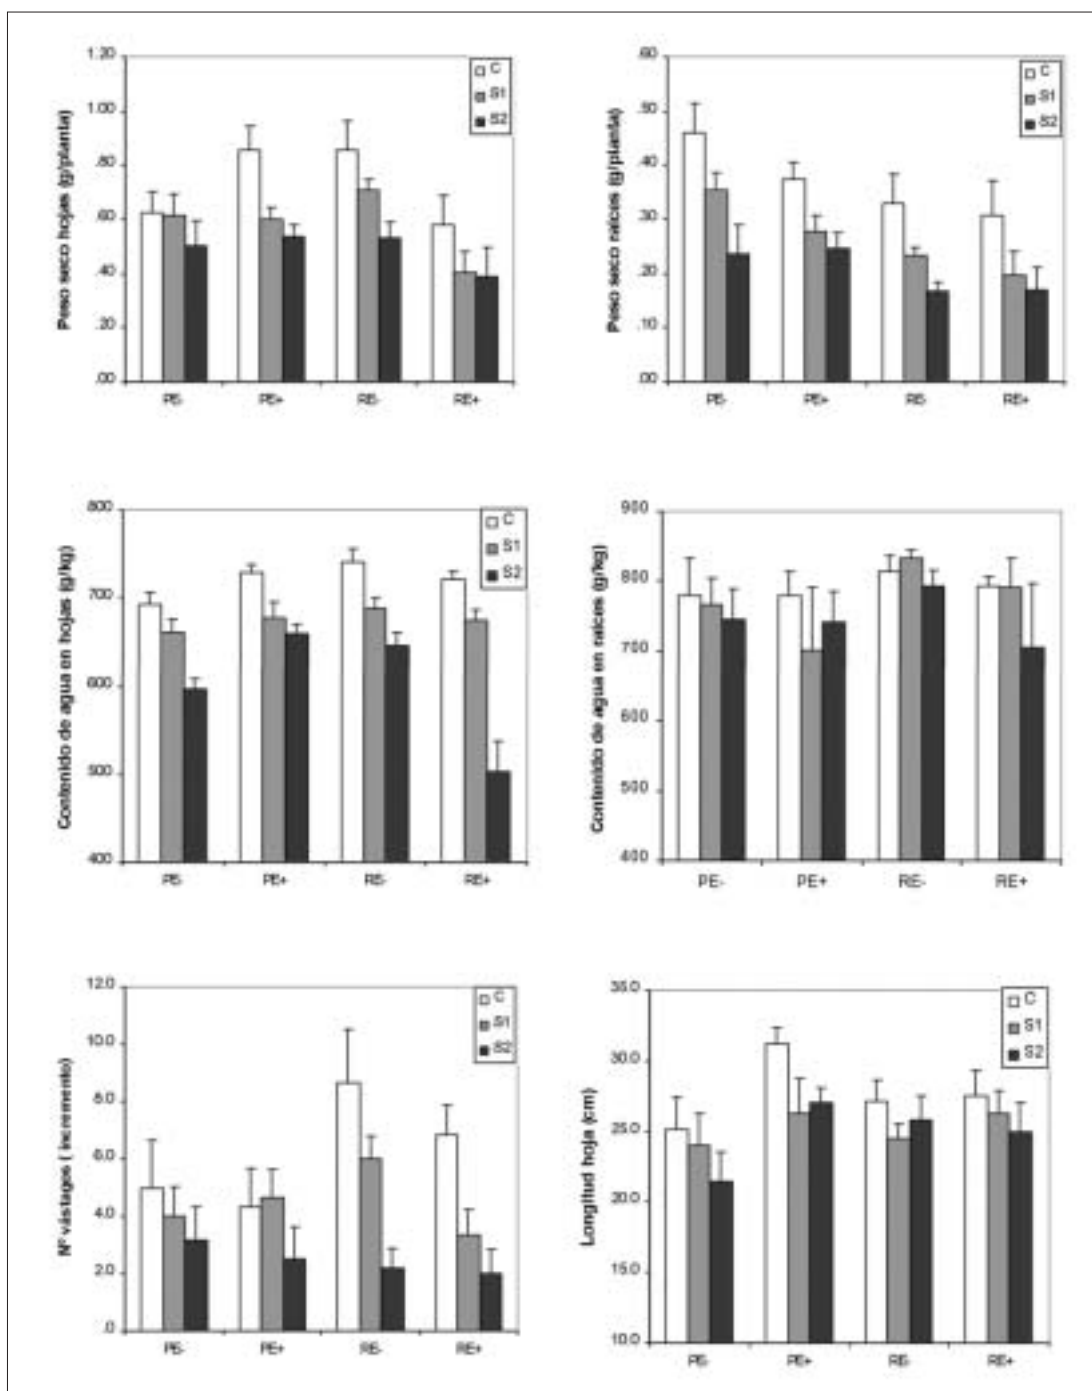 Peso seco hojas (g/planta)
1.20
1.00
.80
.60
.40
.20
.00
PE-
PE+
RE-
RE+
C
S1
S2
Peso seco raíces (g/planta)
.60
.50
.40
.30
.20
.10
.00
PE-
PE+
RE-
RE+
C
S1
S2
Contenido de agua en hojas (g/kg)
800
700
600
500
400
PE-
PE+
RE-
RE+
C
S1
S2
Contenido de agua en raíces (g/kg)
900
800
700
600
500
400
PE-
PE+
RE-
RE+
Nº vástagos ( Incremento)
12.0
10.0
8.0
6.0
4.0
2.0
.0
PE-
PE+
RE-
RE+
C
S1
S2
Longitud hoja (cm)
35.0
30.0
25.0
20.0
15.0
10.0
PE-
PE+
RE-
RE+
C
S1
S2